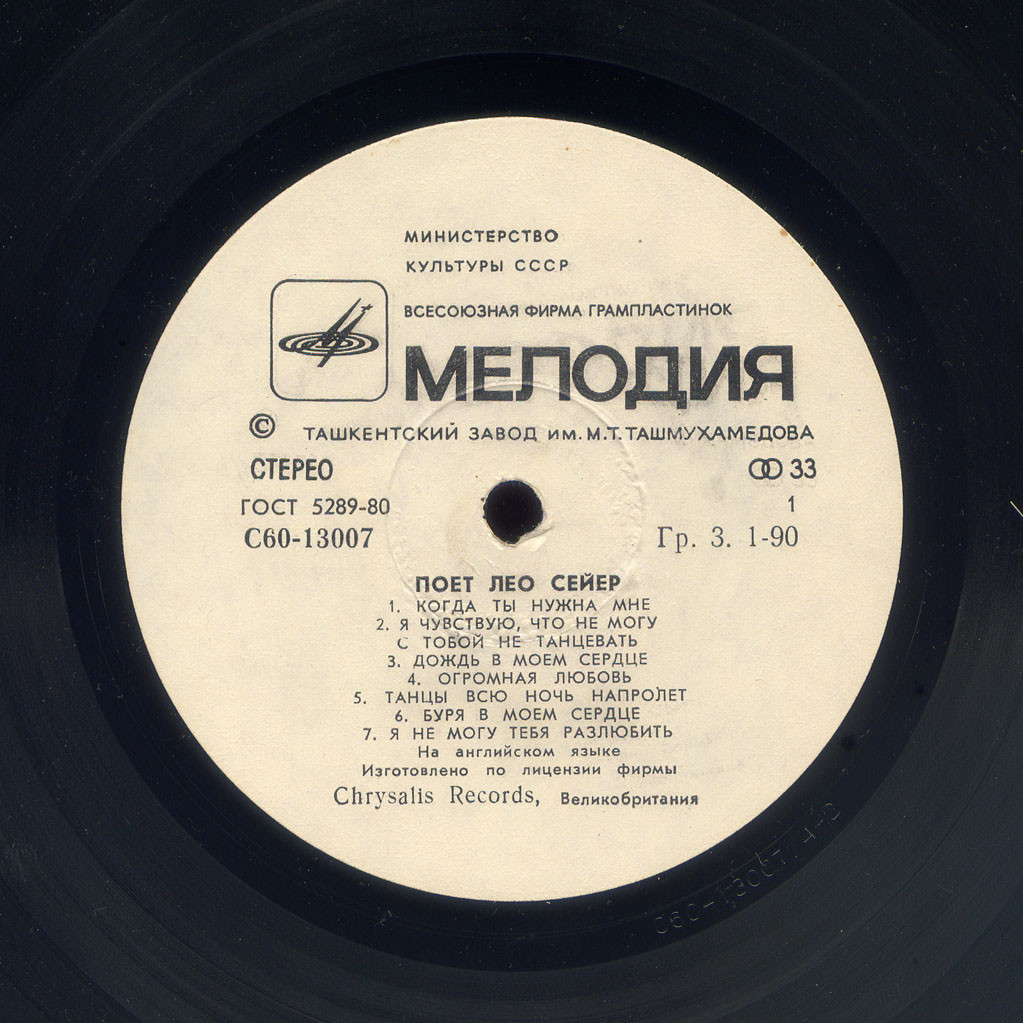 МИНИСТЕРСТВО
КУЛЬТУРЫ СССР
ВСЕСОЮЗНАЯ ФИРМА ГРАМПЛАСТИНОК
МЕЛОДИЯ
© ТАШКЕНТСКИЙ ЗАВОД им. М.Т. ТАШМУХАМЕДОВА
СТЕРЕО
33
ГОСТ 5289-80
1
С60-13007
Гр. 3. 1-90
ПОЕТ ЛЕО СЕЙЕР
1. КОГДА ТЫ НУЖНА МНЕ
2. Я ЧУВСТВУЮ, ЧТО НЕ МОГУ
С ТОБОЙ НЕ ТАНЦЕВАТЬ
3. ДОЖДЬ В МОЕМ СЕРДЦЕ
4. ОГРОМНАЯ ЛЮБОВЬ
5. ТАНЦЫ ВСЮ НОЧЬ НАПРОЛЕТ
6. БУРЯ В МОЕМ СЕРДЦЕ
7. Я НЕ МОГУ ТЕБЯ РАЗЛЮБИТЬ
На английском языке
Изготовлено по лицензии фирмы
Chrysalis Records, Великобритания